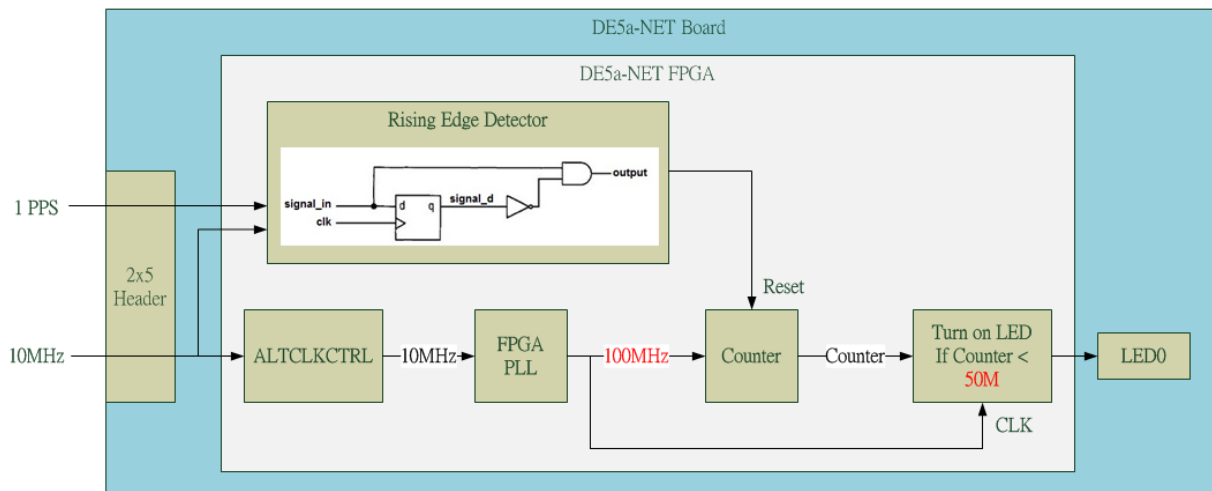 DE5a-NET Board
DE5a-NET FPGA
Rising Edge Detector
signal_in
clk
d
q
signal_d
output
1 PPS
2x5
Header
10MHz
Reset
ALTCLKCTRL
10MHz
FPGA
PLL
100MHz
Counter
Counter
Turn on LED
If Counter <
50M
LED0
CLK